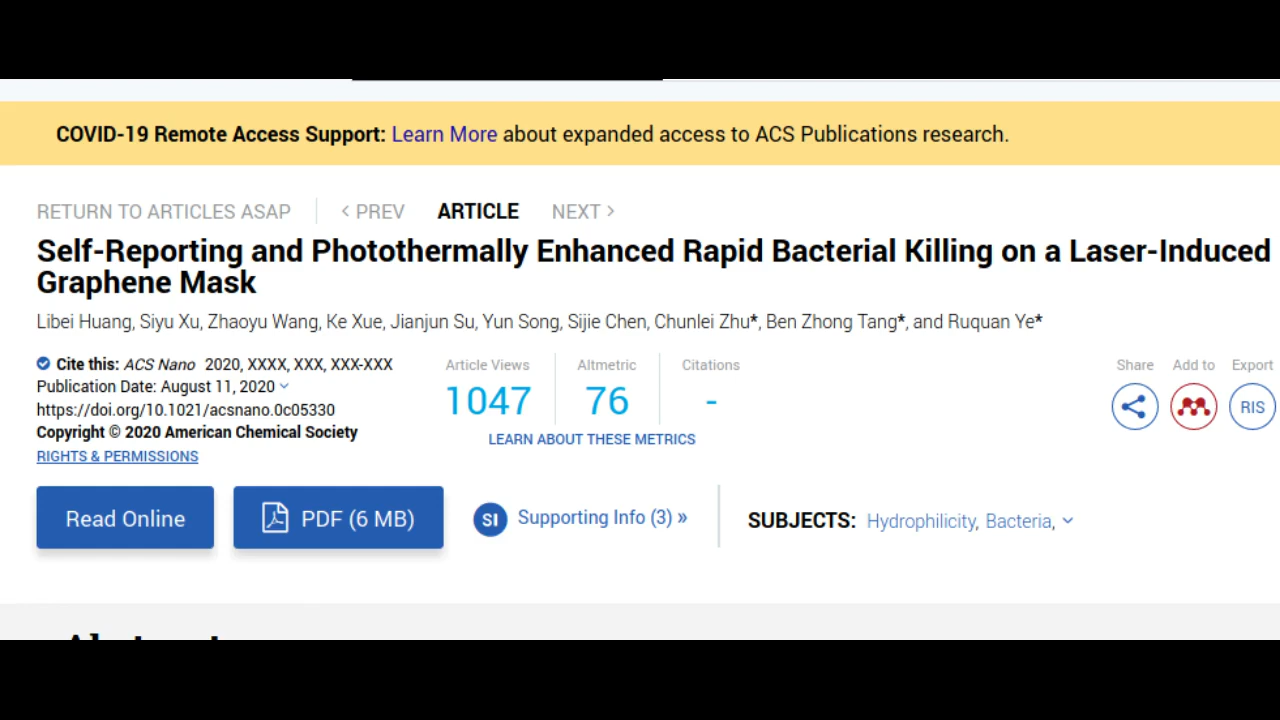 COVID-19 Remote Access Support: Learn More about expanded access to ACS Publications research.
RETURN TO ARTICLES ASAP
< PREV
ARTICLE
NEXT >
Self-Reporting and Photothermally Enhanced Rapid Bacterial Killing on a Laser-Induced
Graphene Mask
Libei Huang, Siyu Xu, Zhaoyu Wang, Ke Xue, Jianjun Su, Yun Song, Sijie Chen, Chunlei Zhu*, Ben Zhong Tang*, and Ruquan Ye*
Cite this: ACS Nano 2020, XXXX, XXX, XXX-XXX
Publication Date: August 11, 2020
https://doi.org/10.1021/acsnano.0c05330
Copyright © 2020 American Chemical Society
RIGHTS & PERMISSIONS
Article Views
1047
Altmetric
76
Citations
-
LEARN ABOUT THESE METRICS
Share
Add to
Export
RIS
Read Online
PDF (6 MB)
SI
Supporting Info (3) »
SUBJECTS: Hydrophilicity, Bacteria,